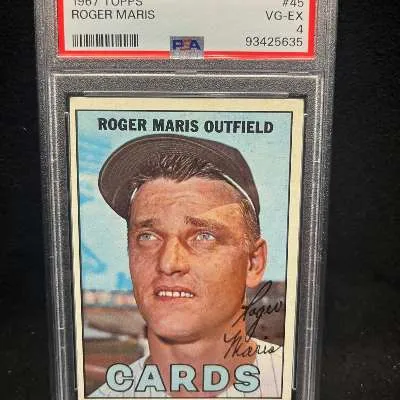 1967 TOPPS #45
ROGER MARIS VG-EX
PSA 4
93425635
ROGER MARIS OUTFIELD
Roger
Maris
CARDS